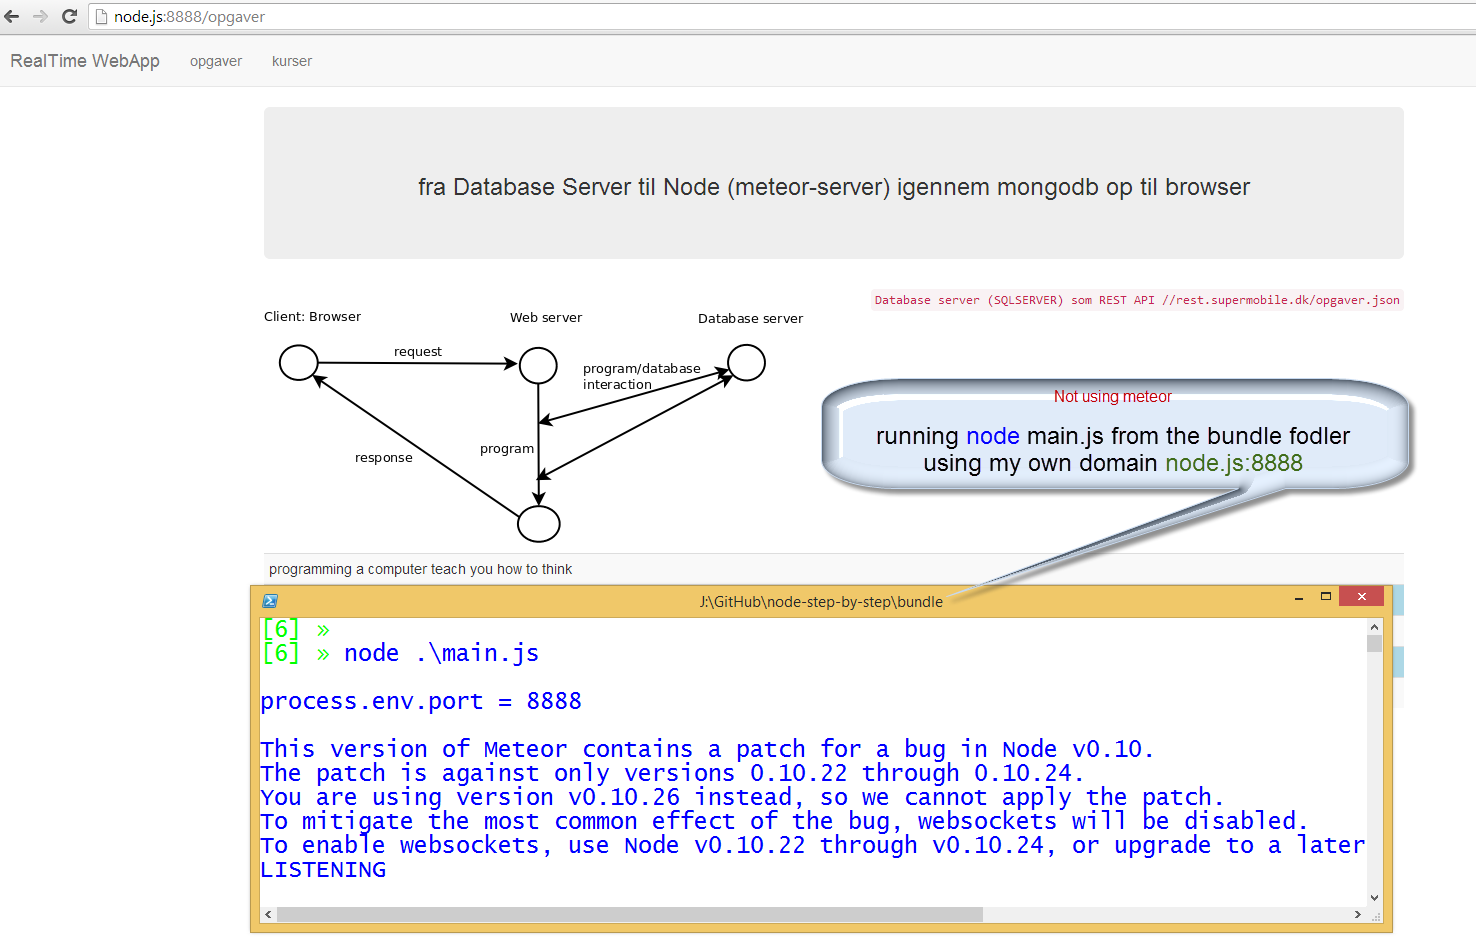 node.js:8888/opgaver
RealTime WebApp opgaver kurser
fra Database Server til Node (meteor-server) igennem mongodb op til browser
Database server (SQLSERVER) som REST API //rest.supermobile.dk/opgaver.json
Client: Browser
Web server
Database server
request
program/database
interaction
program
response
Not using meteor
running node main.js from the bundle fodler
using my own domain node.js:8888
programming a computer teach you how to think
J:\GitHub\node-step-by-step\bundle
[6] »
[6] » node .\main.js
process.env.port = 8888
This version of Meteor contains a patch for a bug in Node v0.10.
The patch is against only versions 0.10.22 through 0.10.24.
You are using version v0.10.26 instead, so we cannot apply the patch.
To mitigate the most common effect of the bug, websockets will be disabled.
To enable websockets, use Node v0.10.22 through v0.10.24, or upgrade to a later
LISTENING